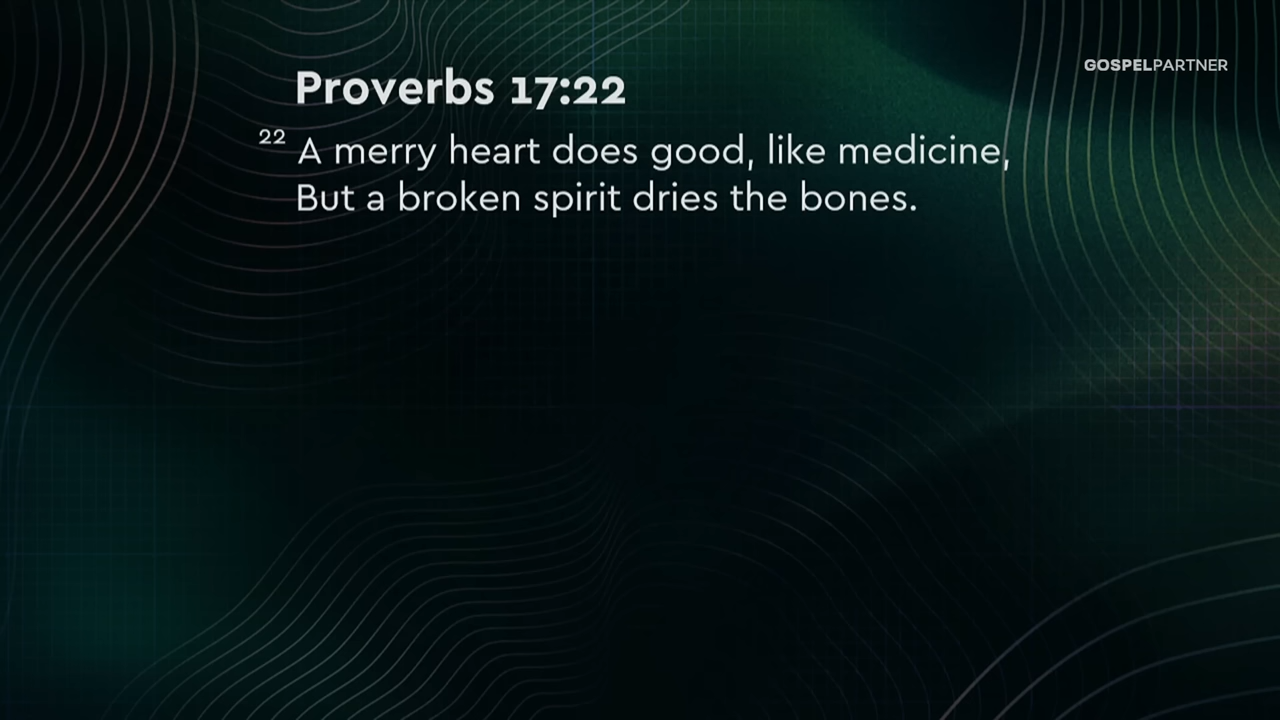 GOSPELPARTNER
Proverbs 17:22
22 A merry heart does good, like medicine,
But a broken spirit dries the bones.